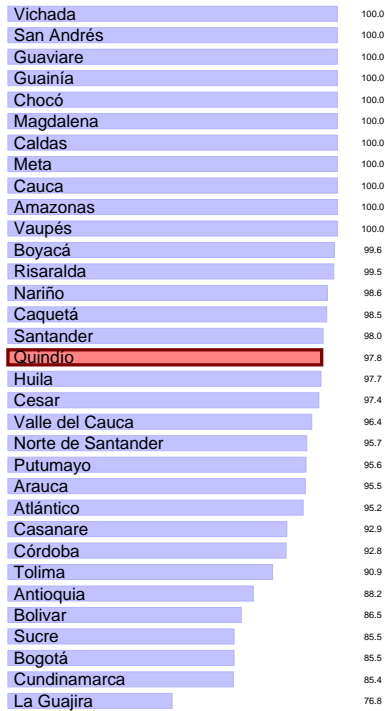 Vichada 100.0
San Andrés 100.0
Guaviare 100.0
Guainía 100.0
Chocó 100.0
Magdalena 100.0
Caldas 100.0
Meta 100.0
Cauca 100.0
Amazonas 100.0
Vaupés 100.0
Boyacá 99.6
Risaralda 99.5
Nariño 98.6
Caquetá 98.5
Santander 98.0
Quindío 97.8
Huila 97.7
Cesar 97.4
Valle del Cauca 96.4
Norte de Santander 95.7
Putumayo 95.6
Arauca 95.5
Atlántico 95.2
Casanare 92.9
Córdoba 92.8
Tolima 90.9
Antioquia 88.2
Bolivar 86.5
Sucre 85.5
Bogotá 85.5
Cundinamarca 85.4
La Guajira 76.8